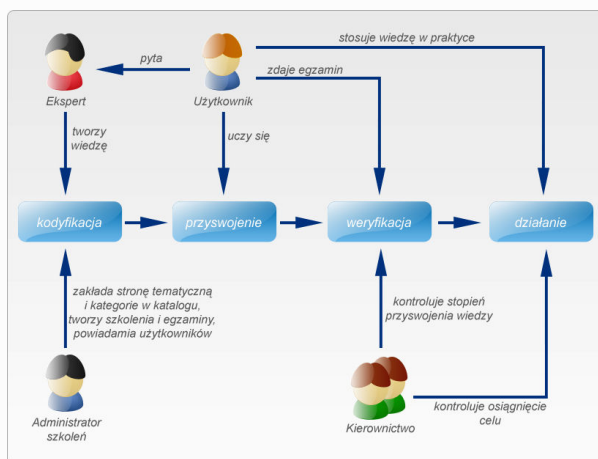 stosuje wiedzę w praktyce
pyta
zdaje egzamin
Ekspert
Użytkownik
tworzy
wiedzę
uczy się
kodyfikacja
przyswojenie
weryfikacja
działanie
zakłada stronę tematyczną
i kategorie w katalogu,
tworzy szkolenia i egzaminy,
powiadamia użytkowników
kontroluje stopień
przyswojenia wiedzy
Administrator
szkoleń
Kierownictwo
kontroluje osiągnięcie
celu